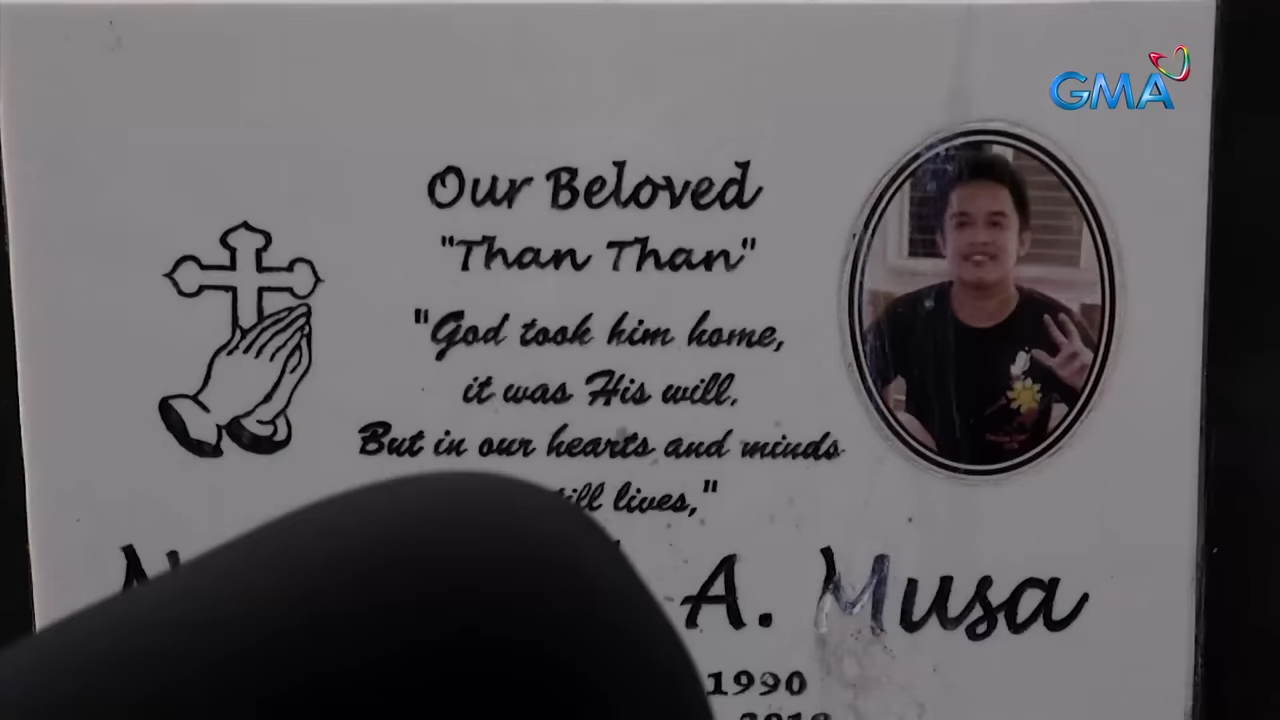 GMA
Our Beloved
"Than Than"
"God took him home,
it was His will.
But in our hearts and minds
lives,"
A. Musa
1990